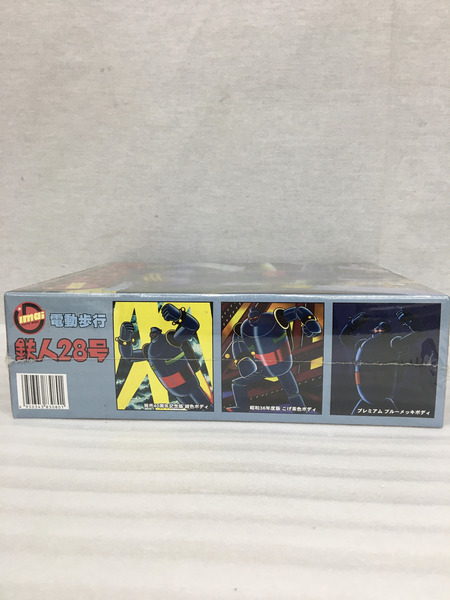 imai
電動歩行
鉄人28号
昭和36年度版 こげ茶色ボディ
プレミアム ブルーメッキボディ